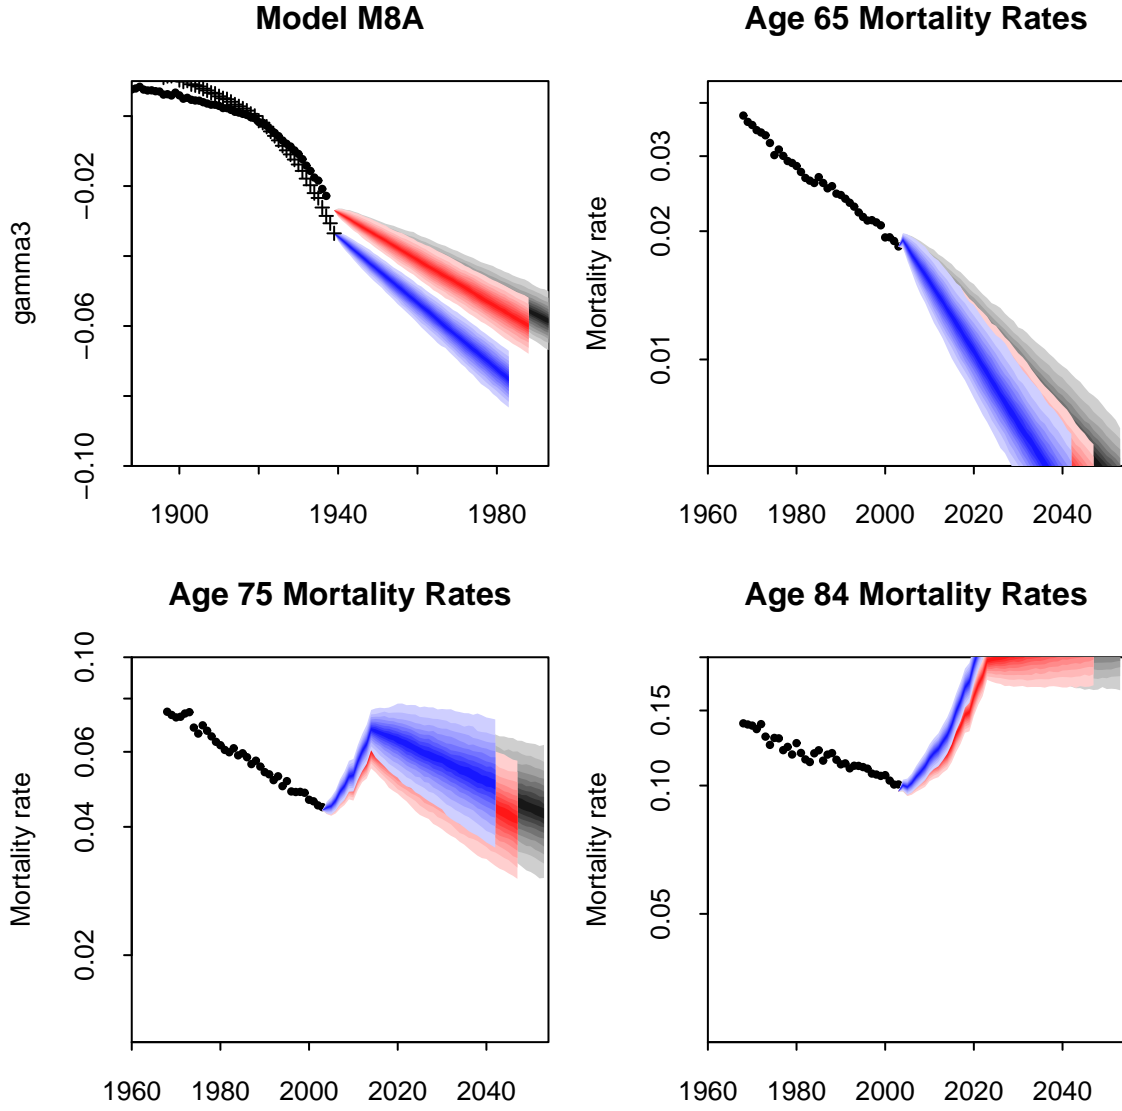 Model M8A
gamma3
−0.02
−0.06
−0.10
1900 1940 1980
Age 65 Mortality Rates
Mortality rate
0.03
0.02
0.01
1960 1980 2000 2020 2040
Age 75 Mortality Rates
Mortality rate
0.10
0.06
0.04
0.02
1960 1980 2000 2020 2040
Age 84 Mortality Rates
Mortality rate
0.15
0.10
0.05
1960 1980 2000 2020 2040